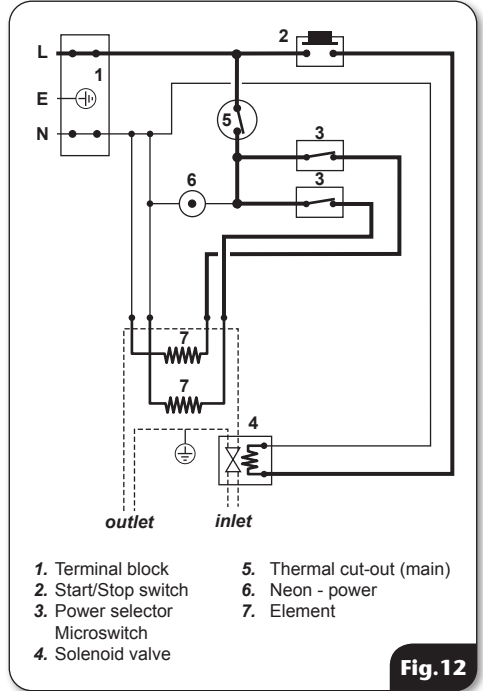 2
L
1
E
5
3
N
6
3
7
7
4
outlet
inlet
1. Terminal block
2. Start/Stop switch
3. Power selector
Microswitch
4. Solenoid valve
5. Thermal cut-out (main)
6. Neon - power
7. Element
Fig.12